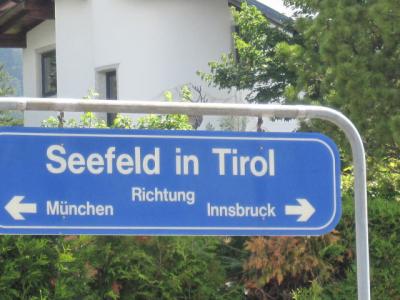 Seefeld in Tirol
Richtung
← München Innsbruck →